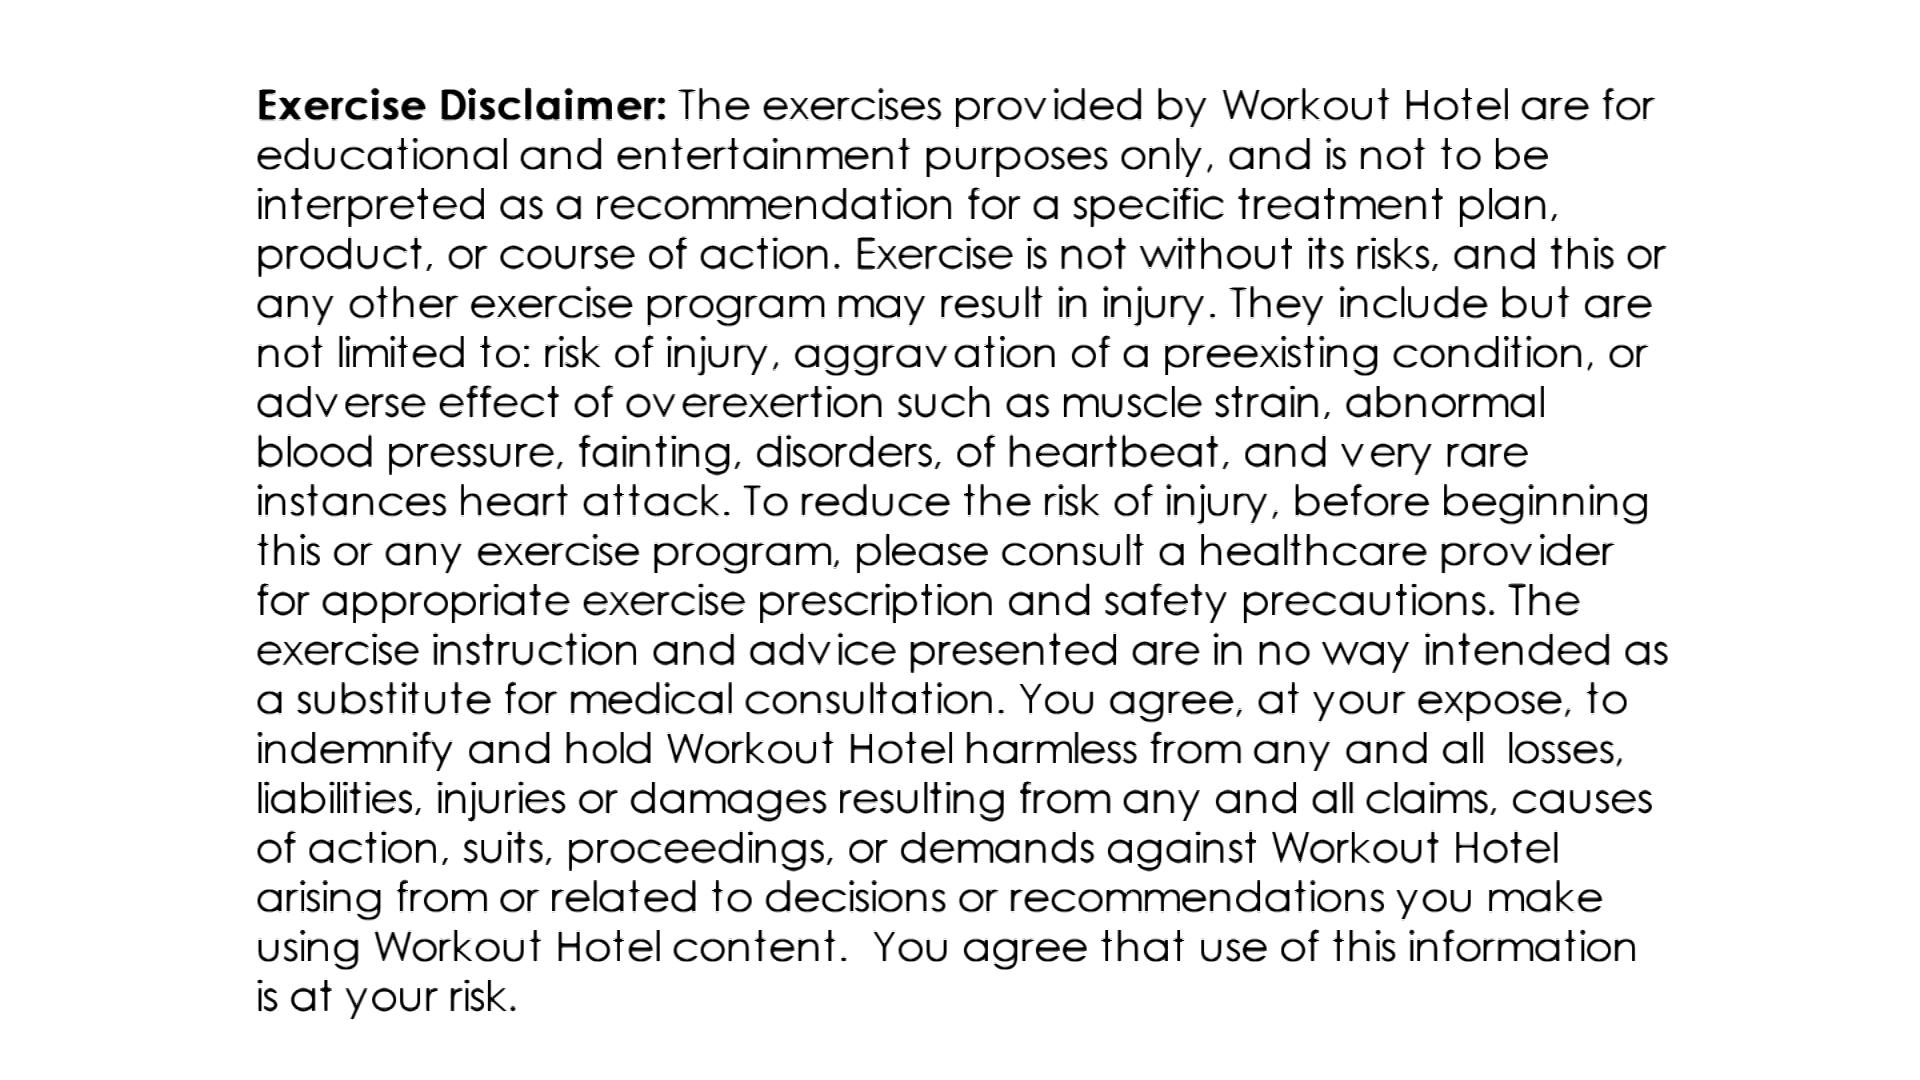 Exercise Disclaimer: The exercises provided by Workout Hotel are for
educational and entertainment purposes only, and is not to be
interpreted as a recommendation for a specific treatment plan,
product, or course of action. Exercise is not without its risks, and this or
any other exercise program may result in injury. They include but are
not limited to: risk of injury, aggravation of a preexisting condition, or
adverse effect of overexertion such as muscle strain, abnormal
blood pressure, fainting, disorders, of heartbeat, and very rare
instances heart attack. To reduce the risk of injury, before beginning
this or any exercise program, please consult a healthcare provider
for appropriate exercise prescription and safety precautions. The
exercise instruction and advice presented are in no way intended as
a substitute for medical consultation. You agree, at your expose, to
indemnify and hold Workout Hotel harmless from any and all  losses,
liabilities, injuries or damages resulting from any and all claims, causes
of action, suits, proceedings, or demands against Workout Hotel
arising from or related to decisions or recommendations you make
using Workout Hotel content.  You agree that use of this information
is at your risk.